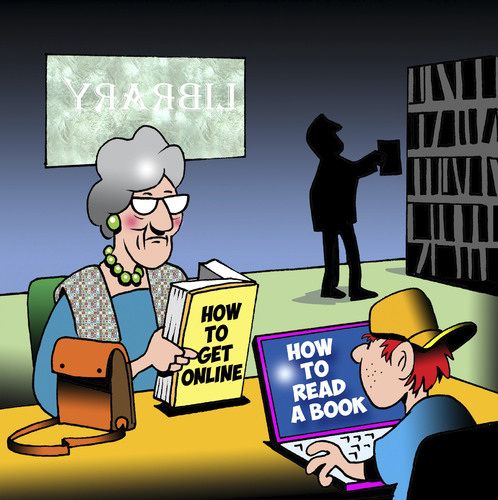 LIBRARY
HOW
TO
GET
ONLINE
HOW
TO
READ
A BOOK